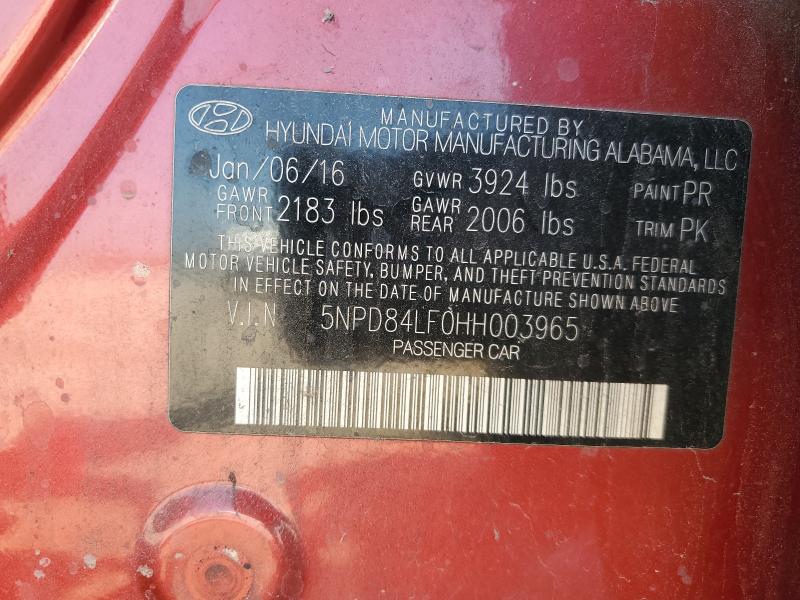 MANUFACTURED BY
HYUNDAI MOTOR MANUFACTURING ALABAMA, LLC
Jan/06/16 GVWR 3924 lbs PAINT PR
GAWR FRONT 2183 lbs GAWR REAR 2006 lbs TRIM PK
THIS VEHICLE CONFORMS TO ALL APPLICABLE U.S.A. FEDERAL
MOTOR VEHICLE SAFETY, BUMPER, AND THEFT PREVENTION STANDARDS
IN EFFECT ON THE DATE OF MANUFACTURE SHOWN ABOVE
V.I.N 5NPD84LF0HH003965
PASSENGER CAR